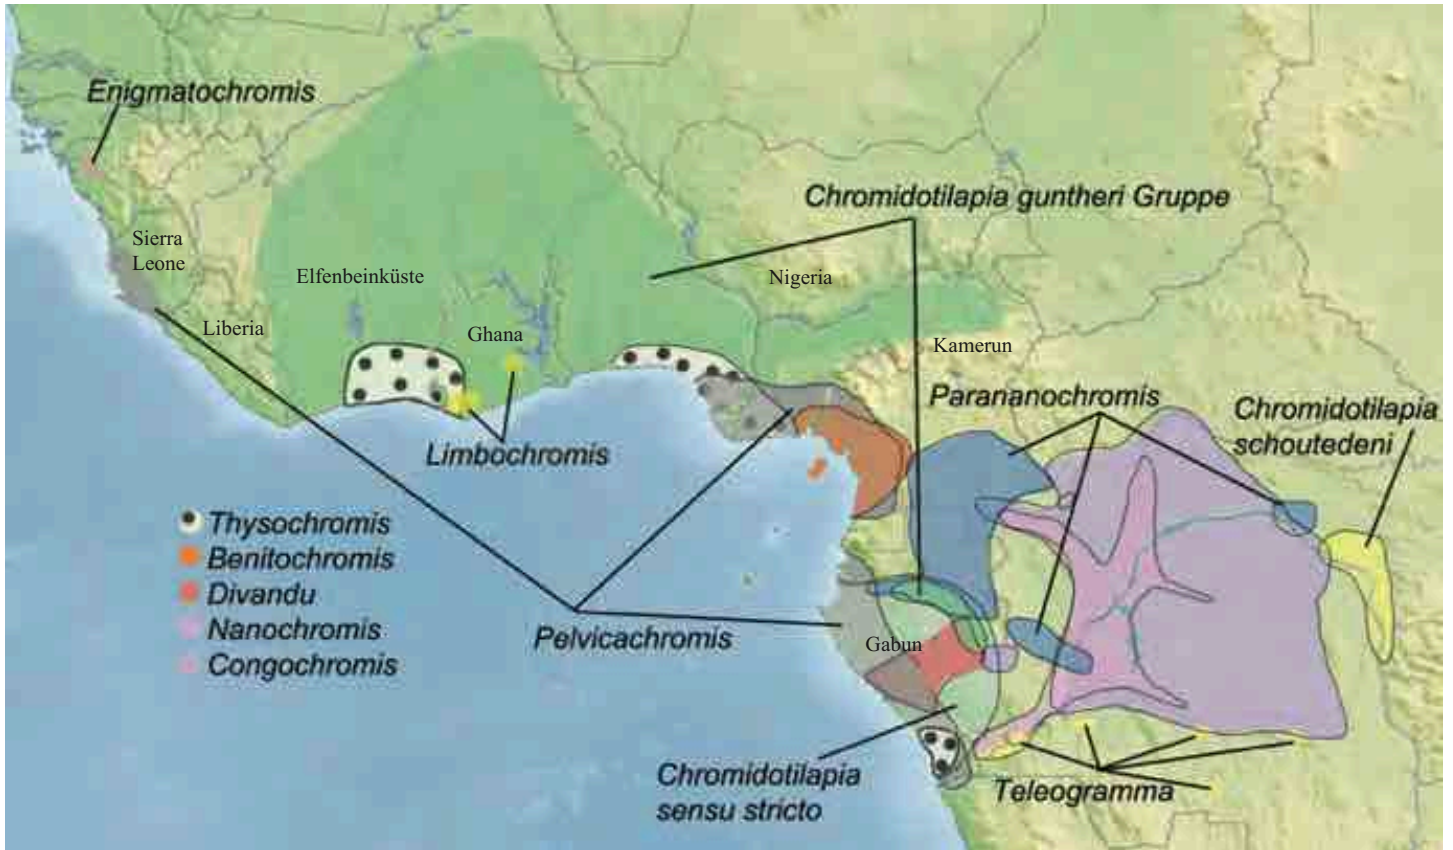 Enigmatochromis
Chromidotilapia guntheri Gruppe
Sierra
Leone
Elfenbeinküste
Nigeria
Liberia
Ghana
Kamerun
Parananochromis
Chromidotilapia
schoutedeni
Limbochromis
Thysochromis
Benitochromis
Divandu
Nanochromis
Congochromis
Pelvicachromis
Gabun
Chromidotilapia
sensu stricto
Teleogramma